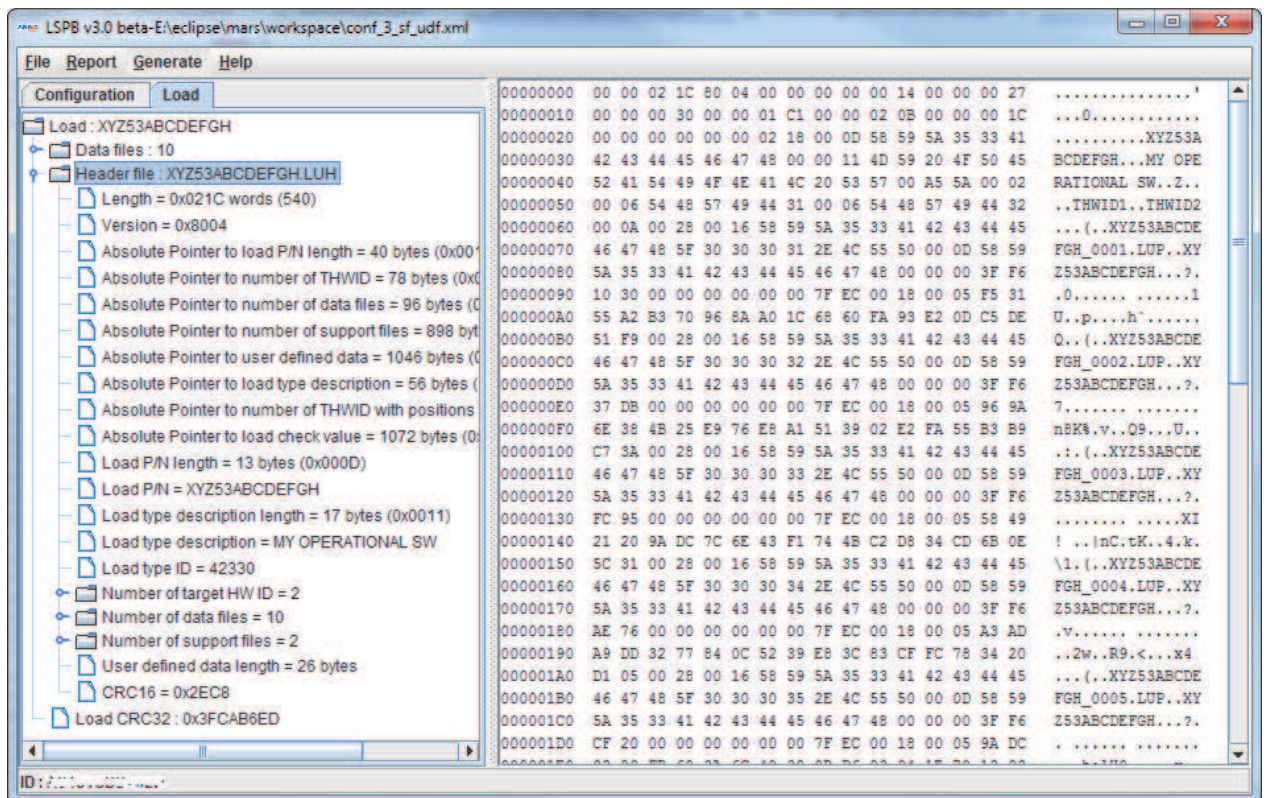 LSPB v3.0 beta-E:\eclipse\mars\workspace\conf_3_sf_udf.xml
File Report Generate Help
Configuration Load
Load : XYZ53ABCDEFGH
Data files : 10
Header file : XYZ53ABCDEFGH.LUH
Length = 0x021C words (540)
Version = 0x8004
Absolute Pointer to load P/N length = 40 bytes (0x001
Absolute Pointer to number of THWID = 78 bytes (0x0
Absolute Pointer to number of data files = 96 bytes (0
Absolute Pointer to number of support files = 898 byt
Absolute Pointer to user defined data = 1046 bytes (0
Absolute Pointer to load type description = 56 bytes (
Absolute Pointer to number of THWID with positions
Absolute Pointer to load check value = 1072 bytes (0
Load P/N length = 13 bytes (0x000D)
Load P/N = XYZ53ABCDEFGH
Load type description length = 17 bytes (0x0011)
Load type description = MY OPERATIONAL SW
Load type ID = 42330
Number of target HW ID = 2
Number of data files = 10
Number of support files = 2
User defined data length = 26 bytes
CRC16 = 0x2EC8
Load CRC32 : 0x3FCAB6ED
00000000 00 00 02 1C 80 04 00 00 00 00 00 14 00 00 00 27 ...............'
00000010 00 00 00 30 00 00 01 C1 00 00 02 0B 00 00 00 1C ...0............
00000020 00 00 00 00 00 00 02 18 00 0D 58 59 5A 35 33 41 ..........XYZ53A
00000030 42 43 44 45 46 47 48 00 00 11 4D 59 20 4F 50 45 BCDEFGH...MY OPE
00000040 52 41 54 49 4F 4E 41 4C 20 53 57 00 A5 5A 00 02 RATIONAL SW..Z..
00000050 00 06 54 48 57 49 44 31 00 06 54 48 57 49 44 32 ..THWID1..THWID2
00000060 00 0A 00 28 00 16 58 59 5A 35 33 41 42 43 44 45 ...(..XYZ53ABCDE
00000070 46 47 48 5F 30 30 30 31 2E 4C 55 50 00 0D 58 59 FGH_0001.LUP..XY
00000080 5A 35 33 41 42 43 44 45 46 47 48 00 00 00 3F F6 Z53ABCDEFGH...?.
00000090 10 30 00 00 00 00 00 00 7F EC 00 18 00 05 F5 31 .0...... ......1
000000A0 55 A2 B3 70 96 8A A0 1C 68 60 FA 93 E2 0D C5 DE U..p....h`......
000000B0 51 F9 00 28 00 16 58 59 5A 35 33 41 42 43 44 45 Q..(..XYZ53ABCDE
000000C0 46 47 48 5F 30 30 30 32 2E 4C 55 50 00 0D 58 59 FGH_0002.LUP..XY
000000D0 5A 35 33 41 42 43 44 45 46 47 48 00 00 00 3F F6 Z53ABCDEFGH...?.
000000E0 37 DB 00 00 00 00 00 00 7F EC 00 18 00 05 96 9A 7....... .......
000000F0 6E 38 4B 25 E9 76 E8 A1 51 39 02 E2 FA 55 B3 B9 n8K%.v..Q9...U..
00000100 C7 3A 00 28 00 16 58 59 5A 35 33 41 42 43 44 45 .:.(..XYZ53ABCDE
00000110 46 47 48 5F 30 30 30 33 2E 4C 55 50 00 0D 58 59 FGH_0003.LUP..XY
00000120 5A 35 33 41 42 43 44 45 46 47 48 00 00 00 3F F6 Z53ABCDEFGH...?.
00000130 FC 95 00 00 00 00 00 00 7F EC 00 18 00 05 58 49 ........ .....XI
00000140 21 20 9A DC 7C 6E 43 F1 74 4B C2 D8 34 CD 6B 0E ! ..|nC.tK..4.k.
00000150 5C 31 00 28 00 16 58 59 5A 35 33 41 42 43 44 45 \1.(..XYZ53ABCDE
00000160 46 47 48 5F 30 30 30 34 2E 4C 55 50 00 0D 58 59 FGH_0004.LUP..XY
00000170 5A 35 33 41 42 43 44 45 46 47 48 00 00 00 3F F6 Z53ABCDEFGH...?.
00000180 AE 76 00 00 00 00 00 00 7F EC 00 18 00 05 A3 AD .v...... .......
00000190 A9 DD 32 77 84 0C 52 39 E8 3C 83 CF FC 78 34 20 ..2w..R9.<...x4
000001A0 D1 05 00 28 00 16 58 59 5A 35 33 41 42 43 44 45 ...(..XYZ53ABCDE
000001B0 46 47 48 5F 30 30 30 35 2E 4C 55 50 00 0D 58 59 FGH_0005.LUP..XY
000001C0 5A 35 33 41 42 43 44 45 46 47 48 00 00 00 3F F6 Z53ABCDEFGH...?.
000001D0 CF 20 00 00 00 00 00 00 7F EC 00 18 00 05 9A DC . ...... .......
ID :